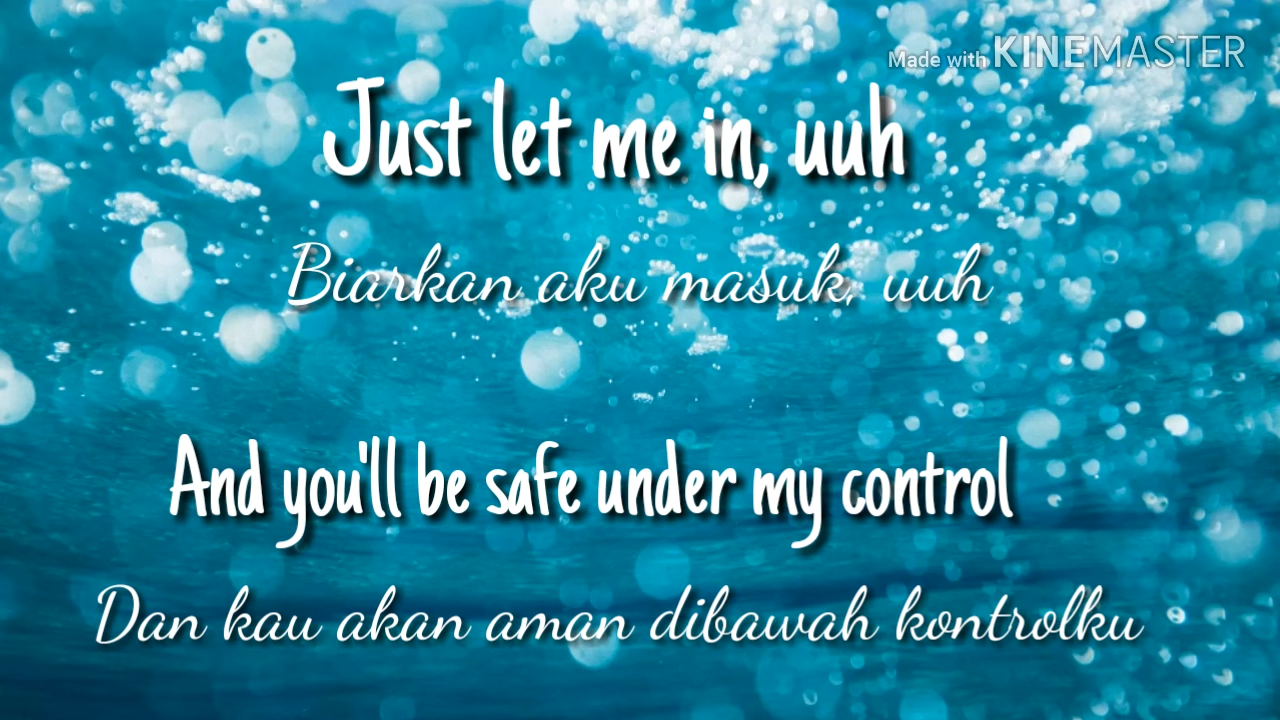 Made with KINEMASTER
Just let me in, uuh
Biarkan aku masuk, uuh
And you'll be safe under my control
Dan kau akan aman dibawah kontrolku